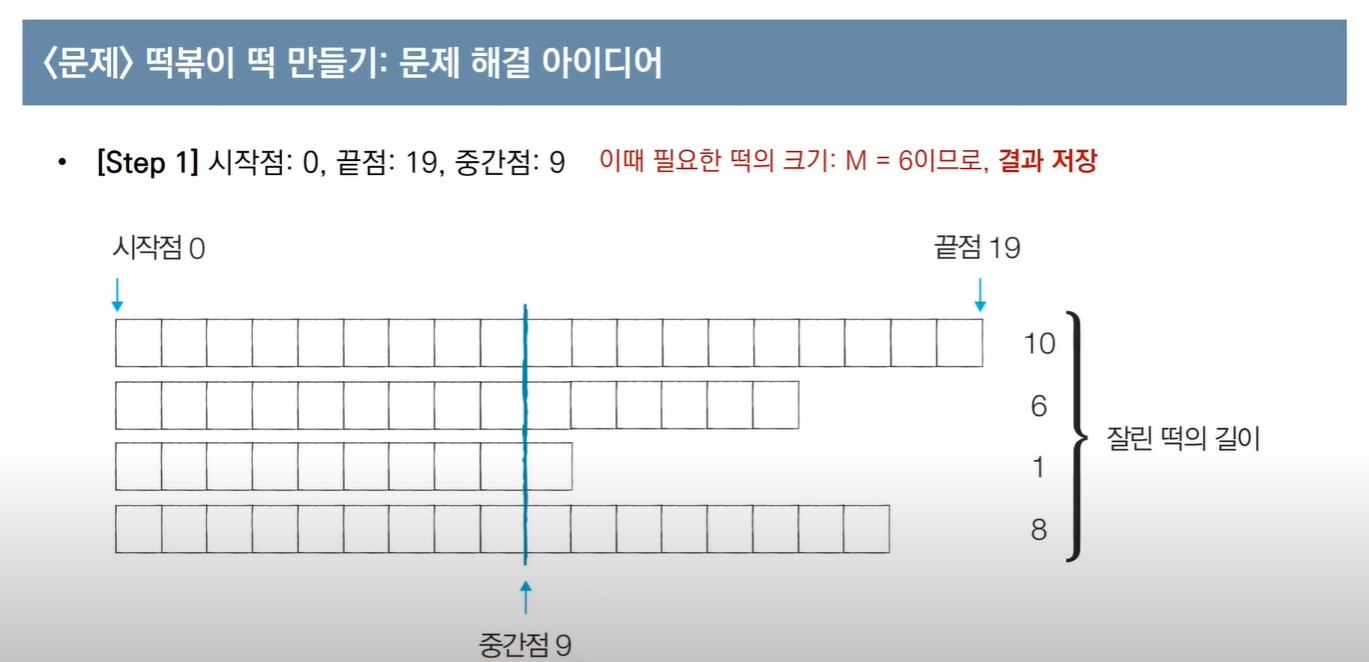 〈문제〉 떡볶이 떡 만들기: 문제 해결 아이디어
• [Step 1] 시작점: 0, 끝점: 19, 중간점: 9 이때 필요한 떡의 크기: M = 6이므로, 결과 저장
시작점 0 끝점 19
10
6
잘린 떡의 길이
1
8
중간점 9